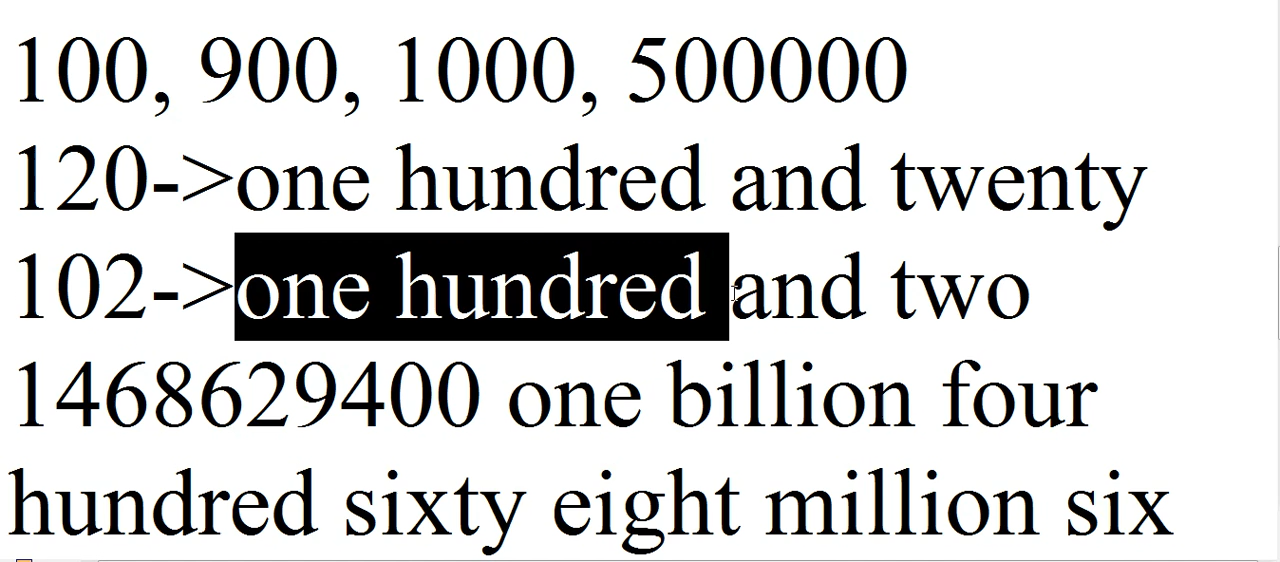 100, 900, 1000, 500000
120->one hundred and twenty
102->one hundred and two
1468629400 one billion four
hundred sixty eight million six